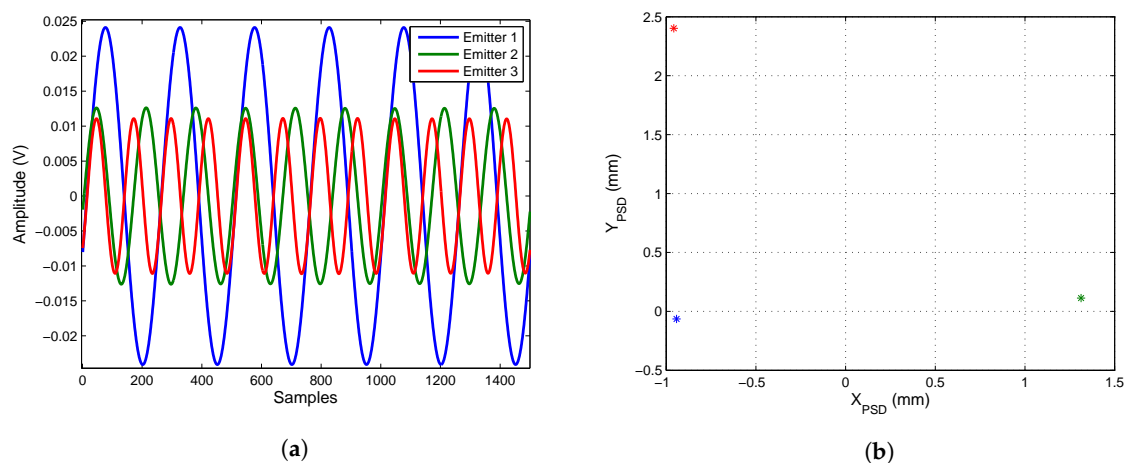 0.025
0.02
0.015
0.01
0.005
0
−0.005
−0.01
−0.015
−0.02
Amplitude (V)
0 200 400 600 800 1000 1200 1400
Samples
Emitter 1
Emitter 2
Emitter 3
(a)
2.5
2
1.5
1
0.5
0
−0.5
Y_PSD (mm)
−1 −0.5 0 0.5 1 1.5
X_PSD (mm)
(b)